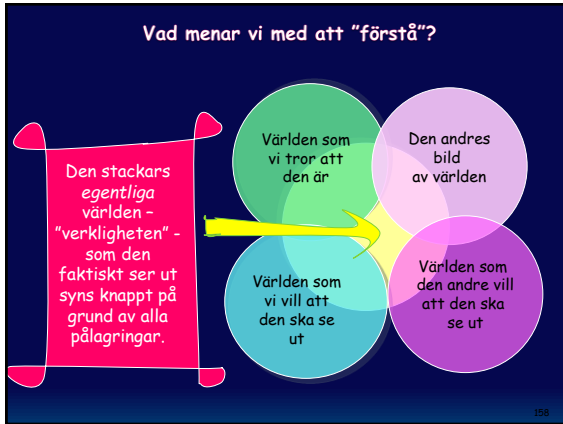 Vad menar vi med att ”förstå”?
Den stackars
egentliga
världen –
”verkligheten” -
som den
faktiskt ser ut
syns knappt på
grund av alla
pålagringar.
Världen som
vi tror att
den är
Den andres
bild
av världen
Världen som
vi vill att
den ska se
ut
Världen som
den andre vill
att den ska
se ut
158